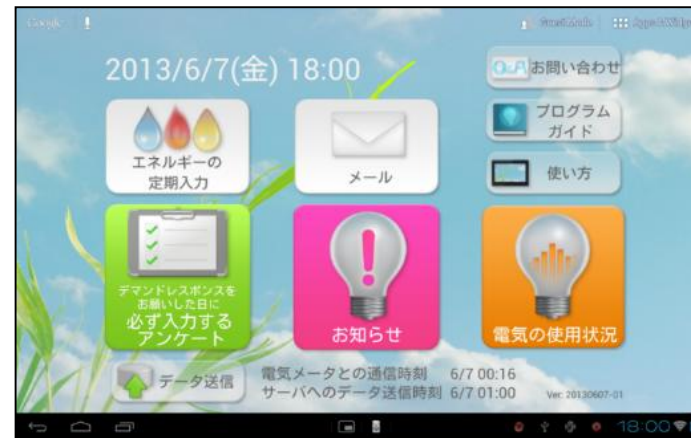 Google
2013/6/7(金) 18:00
Q&A お問い合わせ
エネルギーの
定期入力
メール
プログラム
ガイド
使い方
デマンドレスポンスを
お願いした日に
必ず入力する
アンケート
お知らせ
電気の使用状況
データ送信
電気メータとの通信時刻 6/7 00:16
サーバへのデータ送信時刻 6/7 01:00
Ver: 20130607-01
18:00